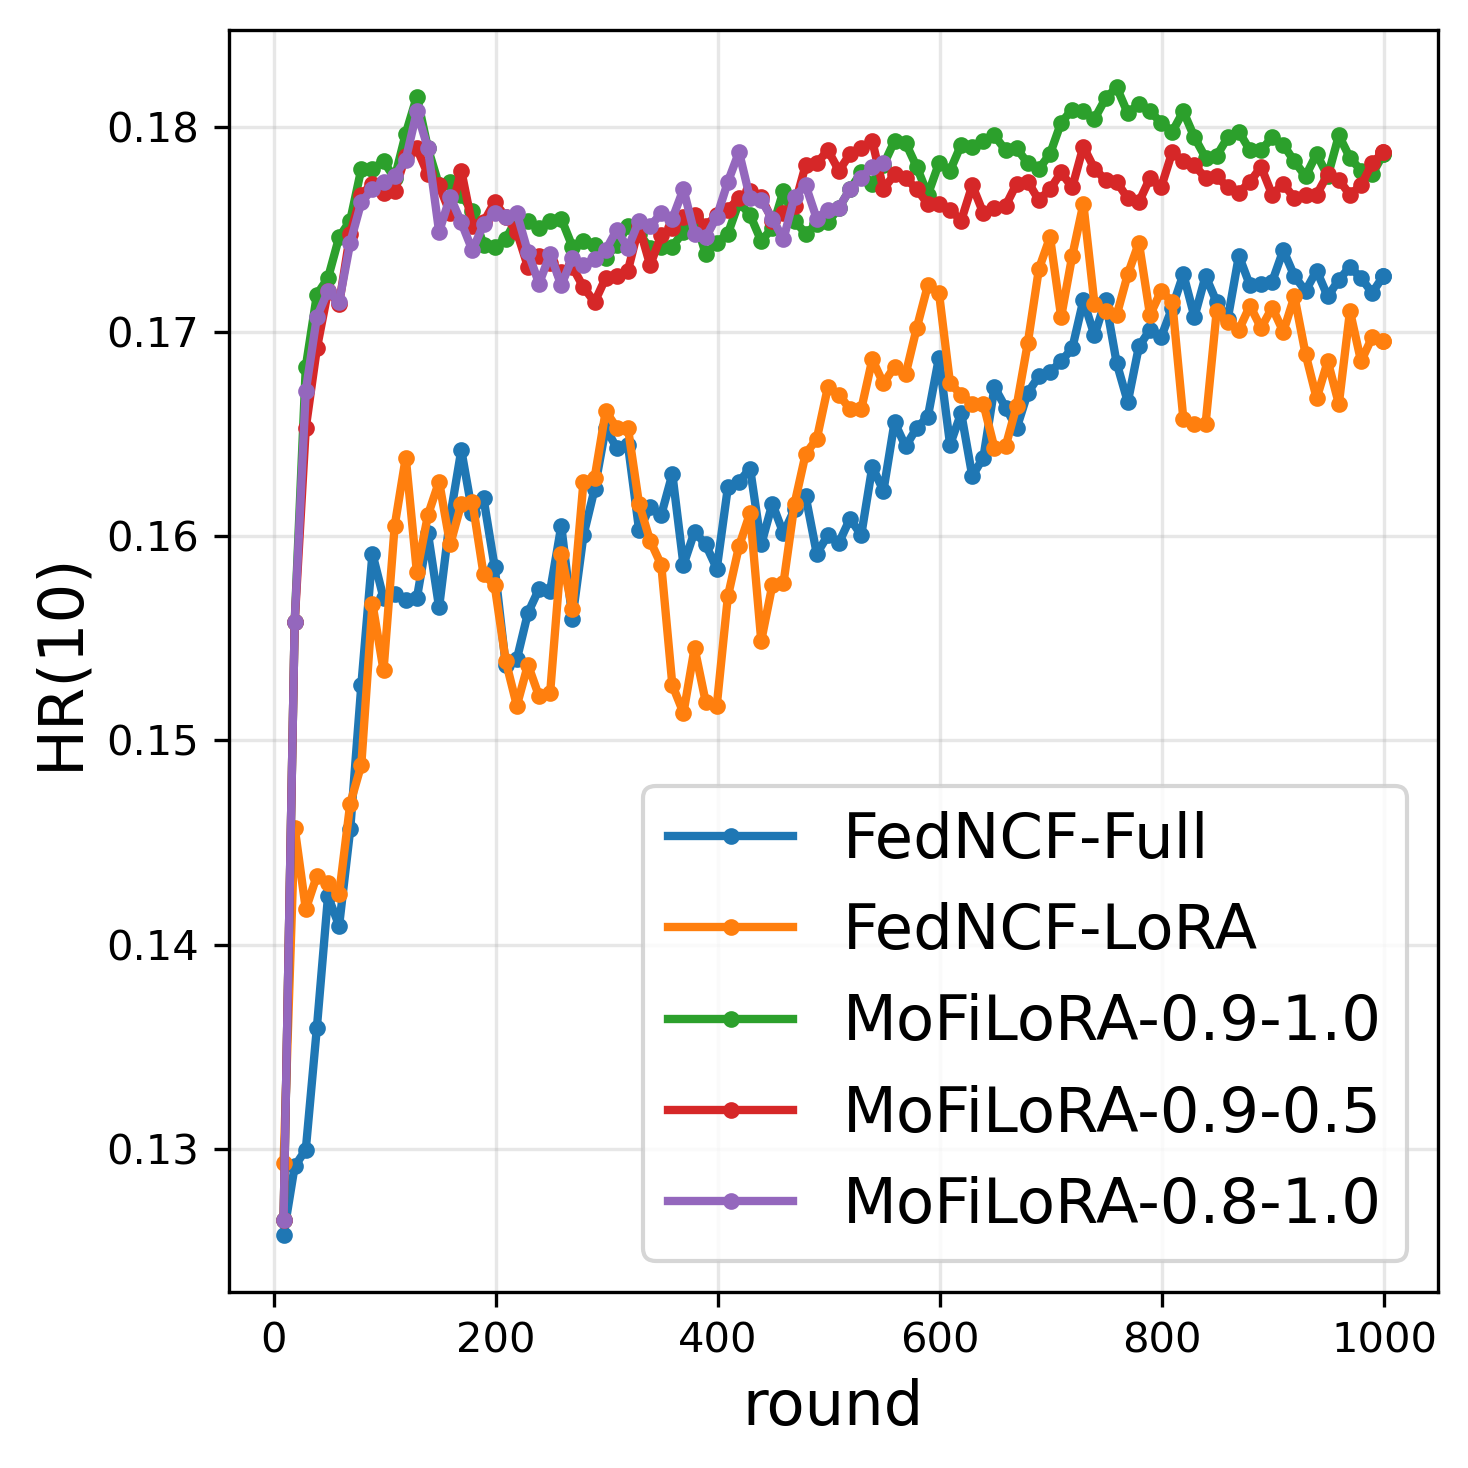 0.18
0.17
0.16
0.15
0.14
0.13
HR(10)
FedNCF-Full
FedNCF-LoRA
MoFiLoRA-0.9-1.0
MoFiLoRA-0.9-0.5
MoFiLoRA-0.8-1.0
0 200 400 600 800 1000
round